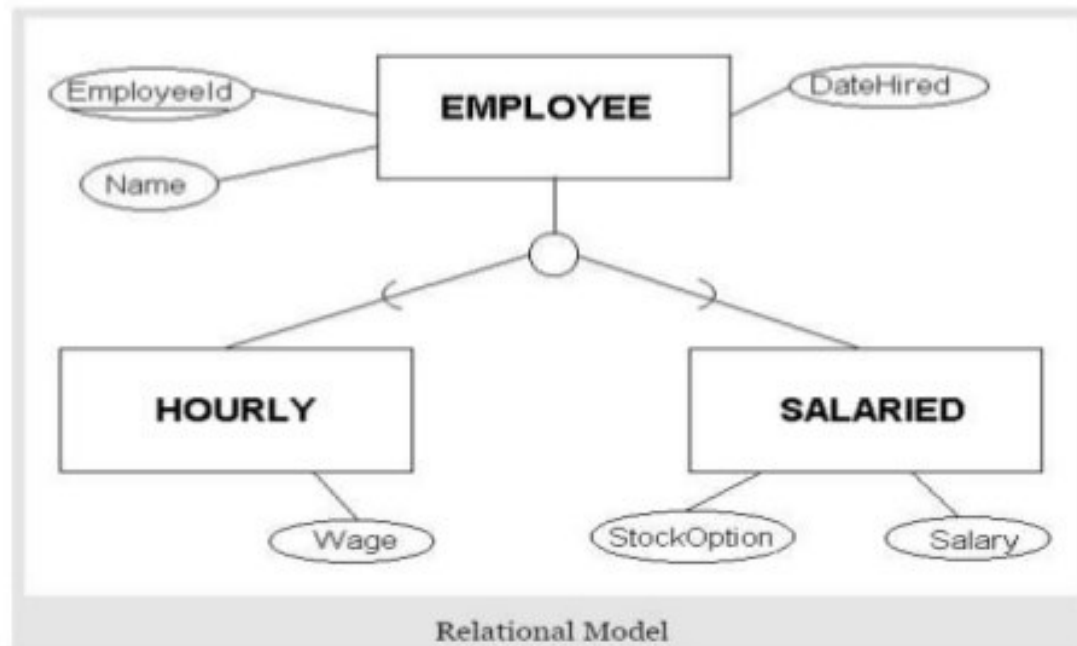 EmployeeId
EMPLOYEE
DateHired
Name
HOURLY
SALARIED
Wage
StockOption
Salary
Relational Model